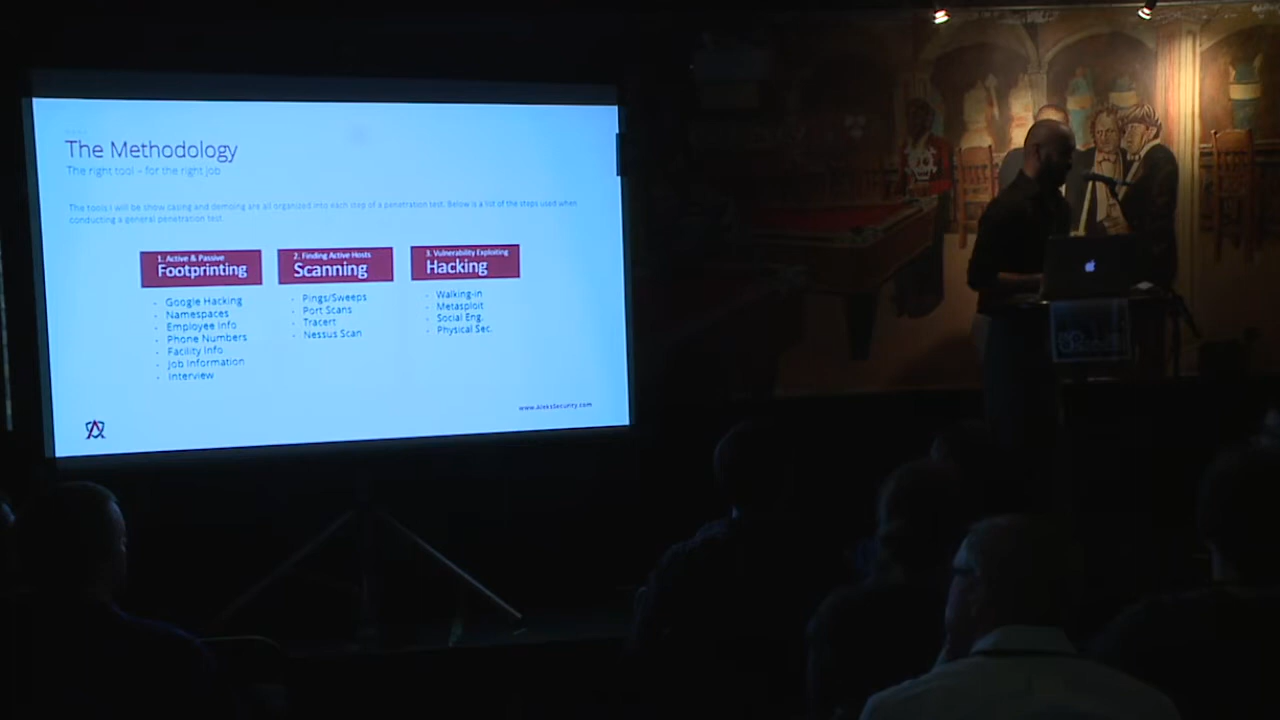 The Methodology
The right tool – for the right job
The tools I will be show casing and demoing are all organized into each step of a penetration test. Below is a list of the steps used when
conducting a general penetration test.
1. Active & Passive
Footprinting
- Google Hacking
- Namespaces
- Employee Info
- Phone Numbers
- Facility Info
- Job Information
- Interview
2. Finding Active Hosts
Scanning
- Pings/Sweeps
- Port Scans
- Tracert
- Nessus Scan
3. Vulnerability Exploiting
Hacking
- Walking-in
- Metasploit
- Social Eng.
- Physical Sec.